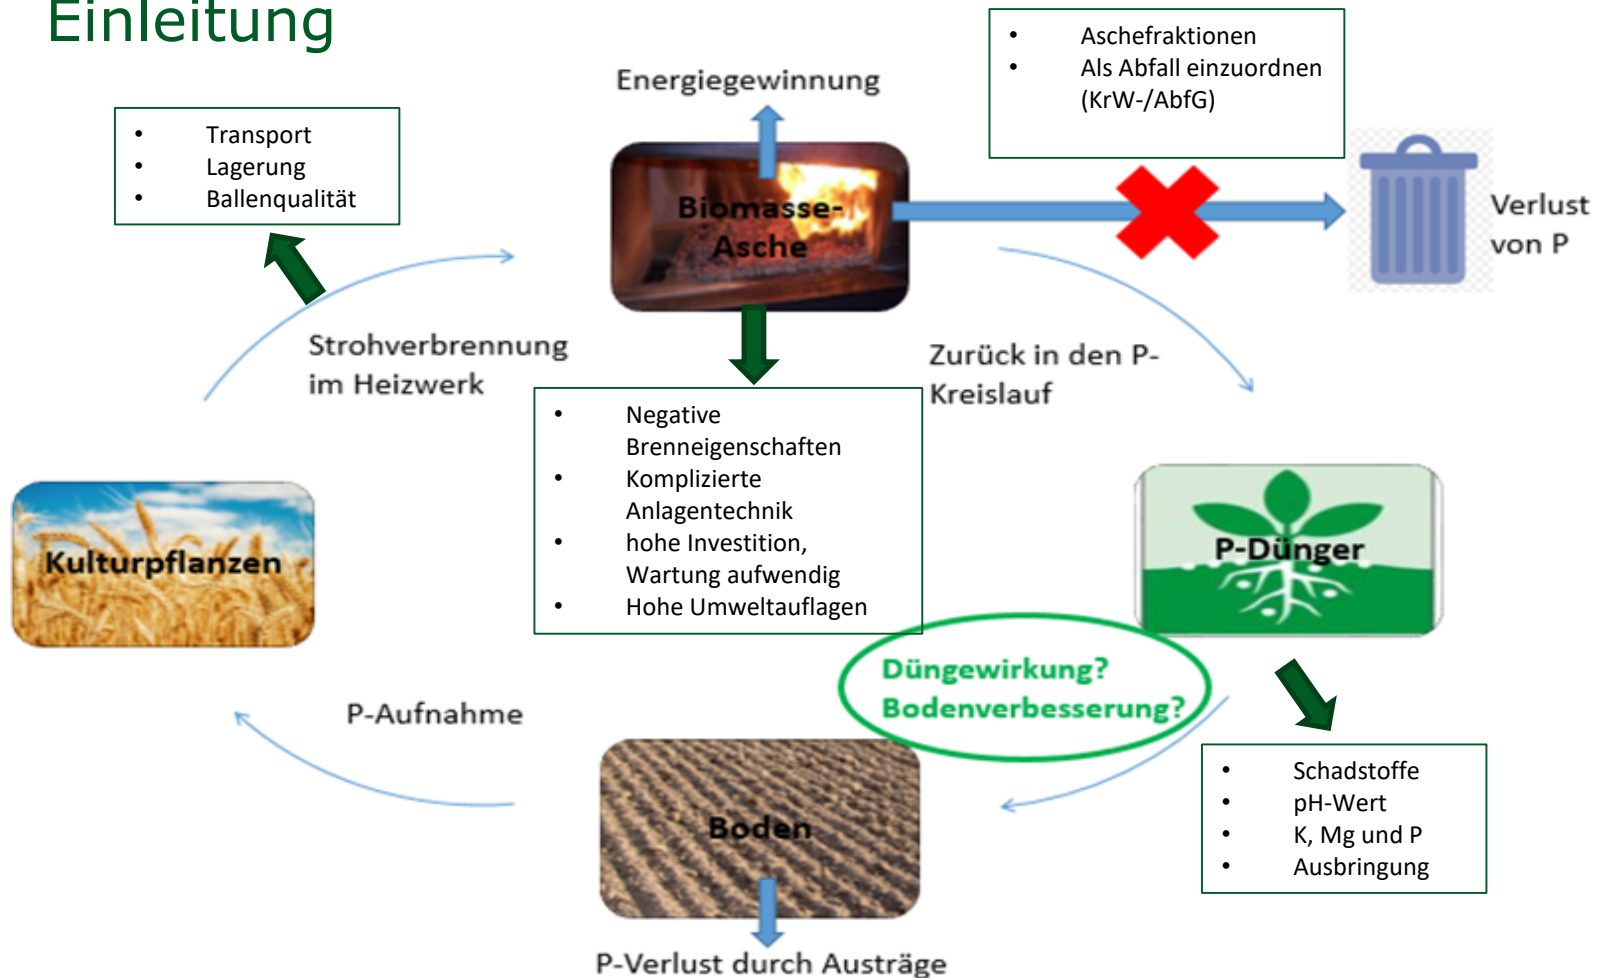 Einleitung
• Aschefraktionen
• Als Abfall einzuordnen
(KrW-/AbfG)
Energiegewinnung
• Transport
• Lagerung
• Ballenqualität
Biomasse-
Asche
Verlust
von P
Strohverbrennung
im Heizwerk
Zurück in den P-
Kreislauf
• Negative
Brenneigenschaften
• Komplizierte
Anlagentechnik
• hohe Investition,
Wartung aufwendig
• Hohe Umweltauflagen
Kulturpflanzen
P-Dünger
Düngewirkung?
Bodenverbesserung?
P-Aufnahme
• Schadstoffe
• pH-Wert
• K, Mg und P
• Ausbringung
Boden
P-Verlust durch Austräge